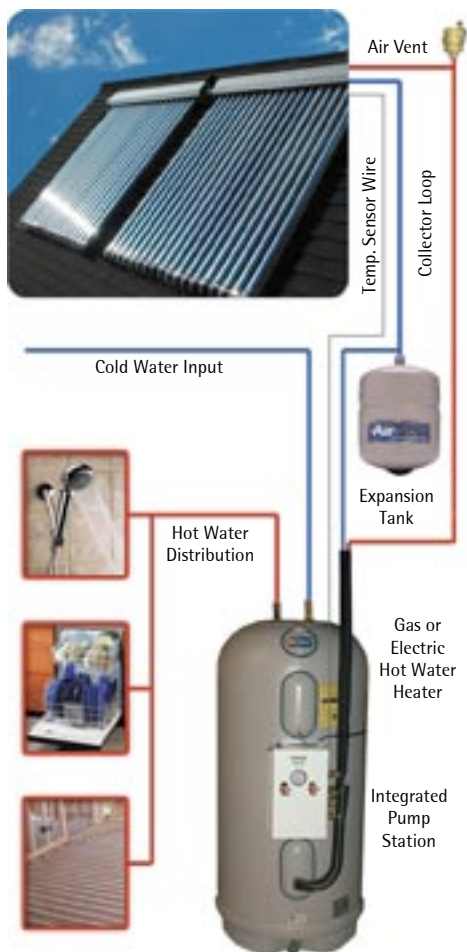 Air Vent
Temp. Sensor Wire
Collector Loop
Cold Water Input
Expansion
Tank
Hot Water
Distribution
Gas or
Electric
Hot Water
Heater
Integrated
Pump
Station